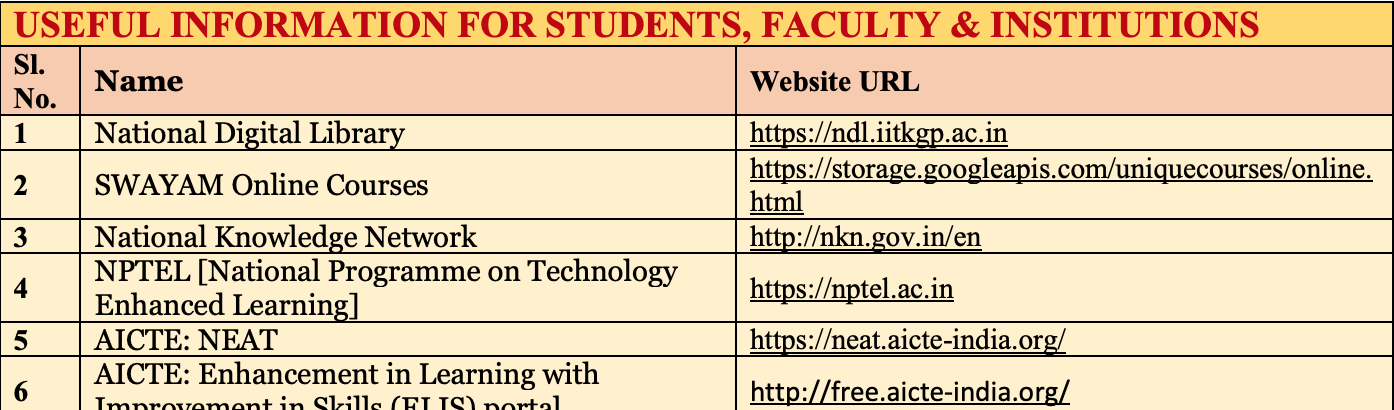 USEFUL INFORMATION FOR STUDENTS, FACULTY & INSTITUTIONS
Sl. No. Name Website URL
1 National Digital Library https://ndl.iitkgp.ac.in
2 SWAYAM Online Courses https://storage.googleapis.com/uniquecourses/online.
html
3 National Knowledge Network http://nkn.gov.in/en
4 NPTEL [National Programme on Technology
Enhanced Learning] https://nptel.ac.in
5 AICTE: NEAT https://neat.aicte-india.org/
6 AICTE: Enhancement in Learning with
Improvement in Skills (ELIS) portal http://free.aicte-india.org/